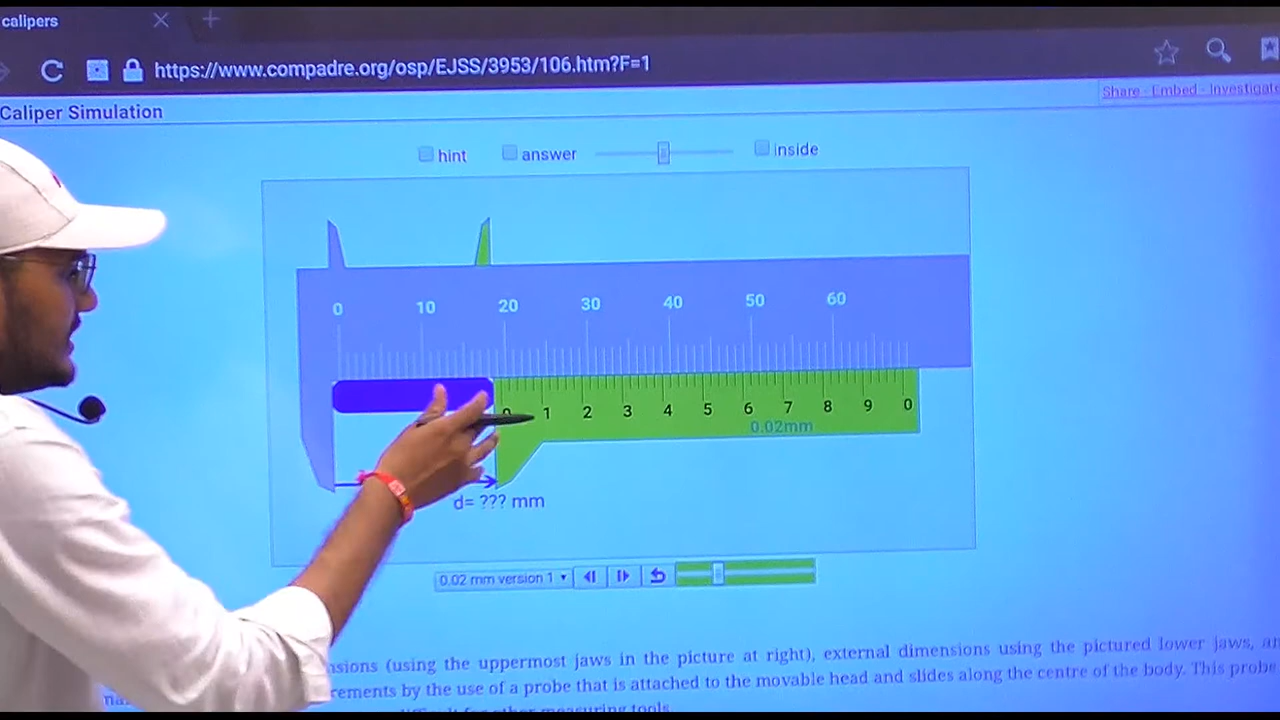 calipers
https://www.compadre.org/osp/EJSS/3953/106.htm?F=1
Share - Embed - Investigate
Caliper Simulation
hint answer inside
0 10 20 30 40 50 60
0 1 2 3 4 5 6 7 8 9 0
0.02mm
d= ??? mm
0.02 mm version 1
(using the uppermost jaws in the picture at right), external dimensions using the pictured lower jaws,
by the use of a probe that is attached to the movable head and slides along the centre of the body. This probe
measuring tools